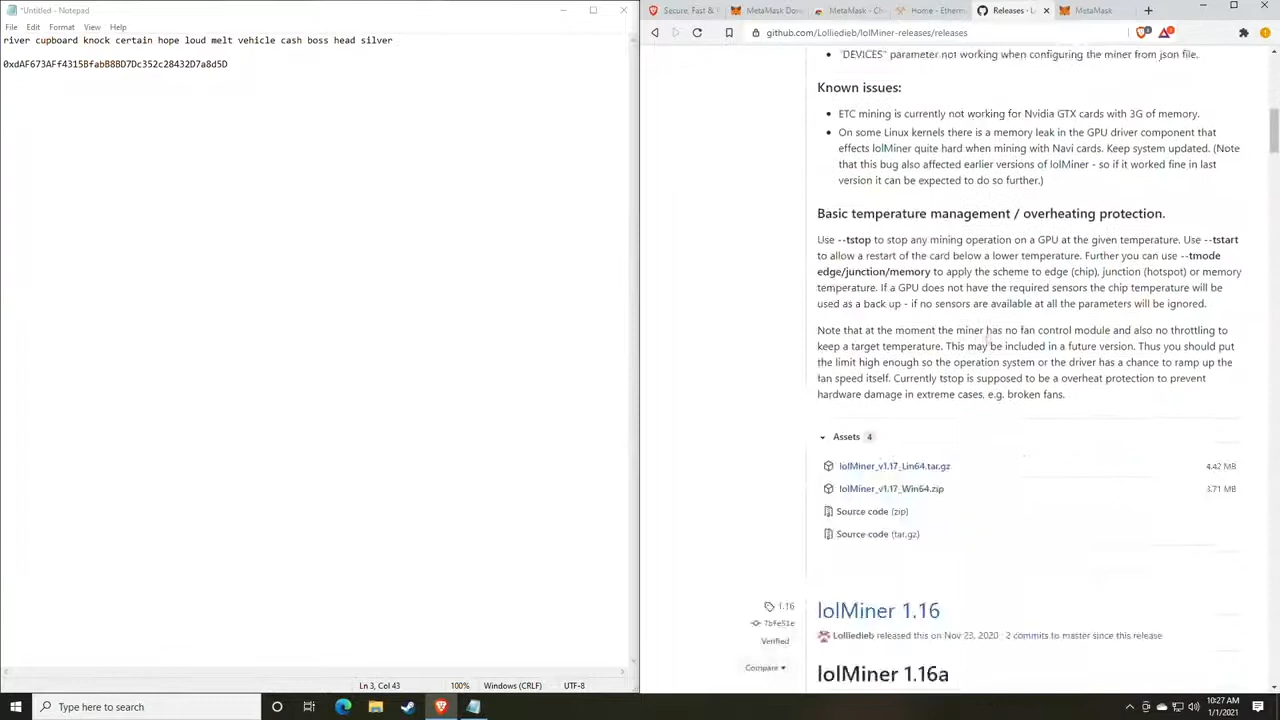 *Untitled - Notepad
File Edit Format View Help
river cupboard knock certain hope loud melt vehicle cash boss head silver
0xdAF673AFf4315BfabB8BD7Dc352c28432D7a8d5D
Ln 3, Col 43 100% Windows (CRLF) UTF-8
Secure, Fast & MetaMask Dow MetaMask - Ch Home - Etherm Releases · L MetaMask
github.com/Lolliedieb/lolMiner-releases/releases
"DEVICES" parameter not working when configuring the miner from json file.
Known issues:
ETC mining is currently not working for Nvidia GTX cards with 3G of memory.
On some Linux kernels there is a memory leak in the GPU driver component that
effects lolMiner quite hard when mining with Navi cards. Keep system updated. (Note
that this bug also affected earlier versions of lolMiner - so if it worked fine in last
version it can be expected to do so further.)
Basic temperature management / overheating protection.
Use --tstop to stop any mining operation on a GPU at the given temperature. Use --tstart
to allow a restart of the card below a lower temperature. Further you can use --tmode
edge/junction/memory to apply the scheme to edge (chip), junction (hotspot) or memory
temperature. If a GPU does not have the required sensors the chip temperature will be
used as a back up - if no sensors are available at all the parameters will be ignored.
Note that at the moment the miner has no fan control module and also no throttling to
keep a target temperature. This may be included in a future version. Thus you should put
the limit high enough so the operation system or the driver has a chance to ramp up the
fan speed itself. Currently tstop is supposed to be a overheat protection to prevent
hardware damage in extreme cases, e.g. broken fans.
Assets 4
lolMiner_v1.17_Lin64.tar.gz 4.42 MB
lolMiner_v1.17_Win64.zip 3.71 MB
Source code (zip)
Source code (tar.gz)
1.16
Verified
Compare
lolMiner 1.16
Lolliedieb released this on Nov 23, 2020 · 2 commits to master since this release
lolMiner 1.16a
Type here to search
10:27 AM
1/1/2021